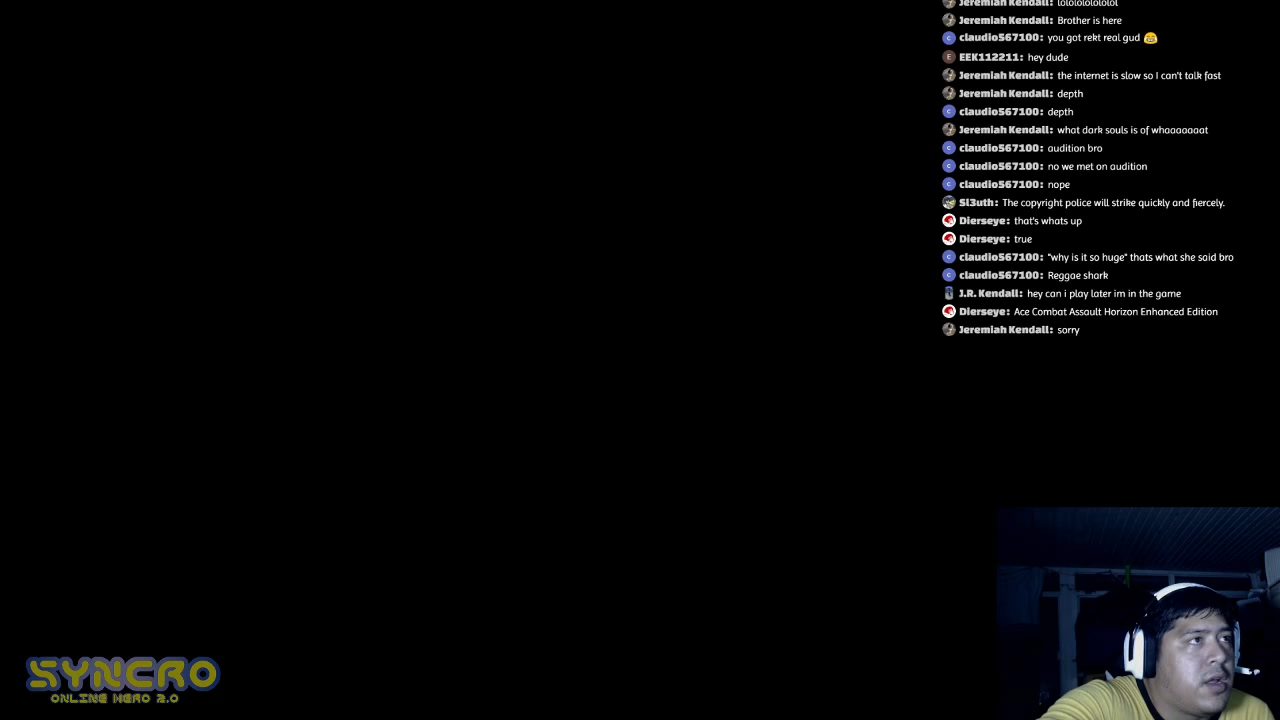 Jeremiah Kendall: lolololololololol
Jeremiah Kendall: Brother is here
claudio567100: you got rekt real gud 😂
EEK112211: hey dude
Jeremiah Kendall: the internet is slow so I can't talk fast
Jeremiah Kendall: depth
claudio567100: depth
Jeremiah Kendall: what dark souls is of whaaaaaaat
claudio567100: audition bro
claudio567100: no we met on audition
claudio567100: nope
Sl3uth: The copyright police will strike quickly and fiercely.
Dierseye: that's whats up
Dierseye: true
claudio567100: "why is it so huge" thats what she said bro
claudio567100: Reggae shark
J.R. Kendall: hey can i play later im in the game
Dierseye: Ace Combat Assault Horizon Enhanced Edition
Jeremiah Kendall: sorry
SYNCRO
ONLINE HERO 2.0